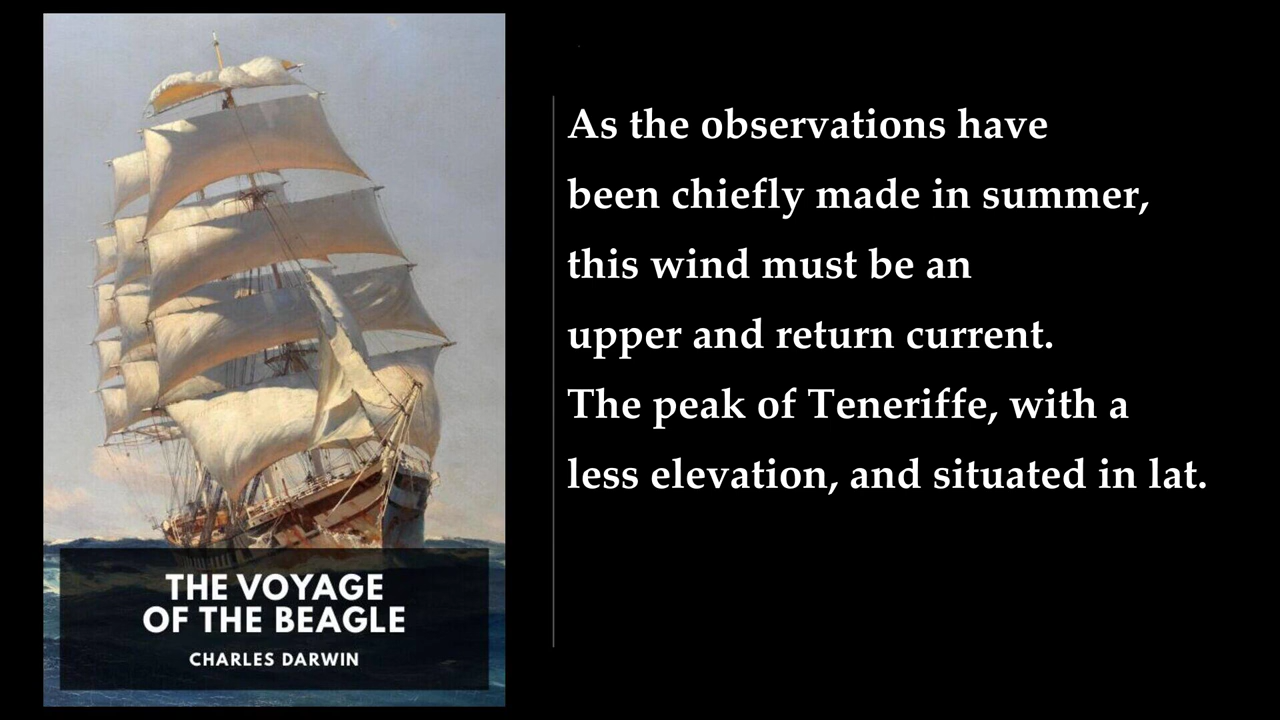 As the observations have
been chiefly made in summer,
this wind must be an
upper and return current.
The peak of Teneriffe, with a
less elevation, and situated in lat.
THE VOYAGE
OF THE BEAGLE
CHARLES DARWIN